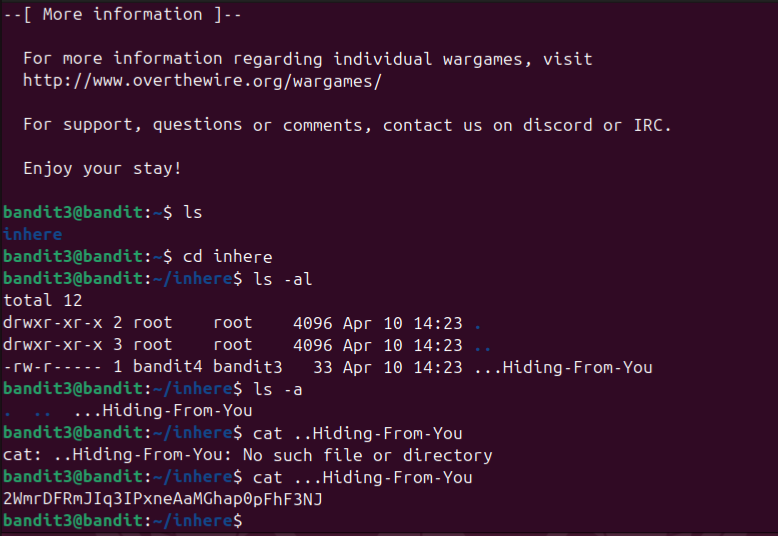 --[ More information ]--
For more information regarding individual wargames, visit
http://www.overthewire.org/wargames/
For support, questions or comments, contact us on discord or IRC.
Enjoy your stay!
bandit3@bandit:~$ ls
inhere
bandit3@bandit:~$ cd inhere
bandit3@bandit:~/inhere$ ls -al
total 12
drwxr-xr-x 2 root    root    4096 Apr 10 14:23 .
drwxr-xr-x 3 root    root    4096 Apr 10 14:23 ..
-rw-r----- 1 bandit4 bandit3   33 Apr 10 14:23 ...Hiding-From-You
bandit3@bandit:~/inhere$ ls -a
.  ..  ...Hiding-From-You
bandit3@bandit:~/inhere$ cat ..Hiding-From-You
cat: ..Hiding-From-You: No such file or directory
bandit3@bandit:~/inhere$ cat ...Hiding-From-You
2WmrDFRmJIq3IPxneAaMGhap0pFhF3NJ
bandit3@bandit:~/inhere$